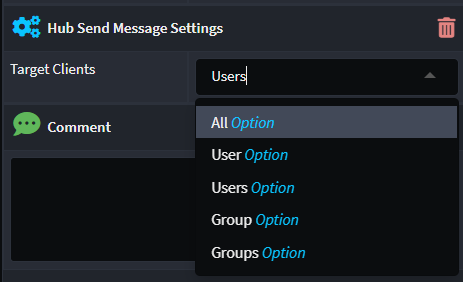 Hub Send Message Settings
Target Clients
Users
All Option
Comment
User Option
Users Option
Group Option
Groups Option